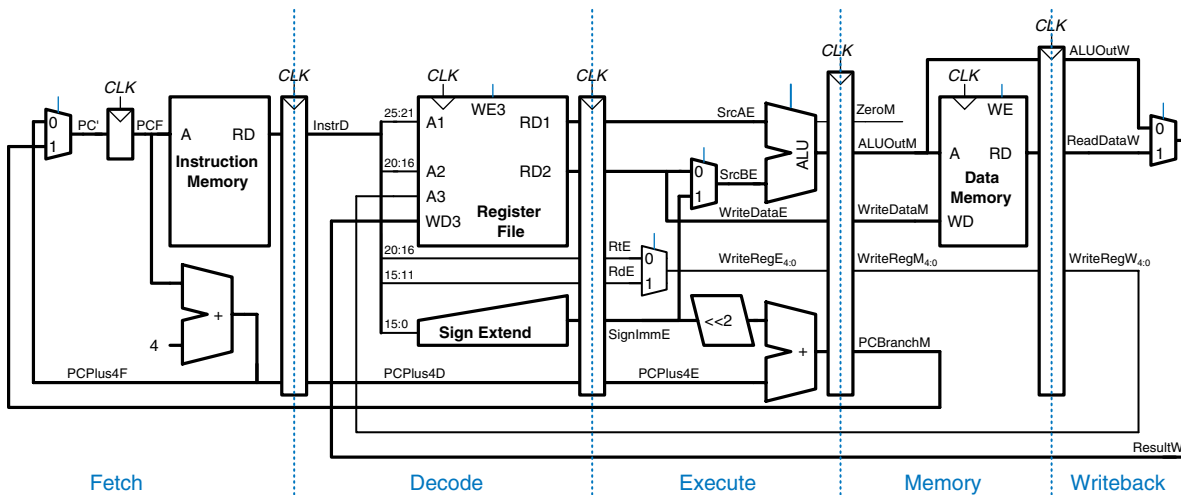 CLK
CLK
CLK
CLK
CLK
CLK
CLK
0
1
PC'
PCF
A
RD
Instruction
Memory
4
+
PCPlus4F
InstrD
25:21
20:16
20:16
15:11
15:0
A1
A2
A3
WD3
WE3
RD1
RD2
Register
File
Sign Extend
PCPlus4D
SrcAE
0
1
SrcBE
ALU
WriteDataE
RtE
RdE
0
1
WriteRegE4:0
SignImmE
<<2
+
PCPlus4E
ZeroM
ALUOutM
WriteDataM
WriteRegM4:0
PCBranchM
A
RD
WE
Data
Memory
WD
ALUOutW
ReadDataW
0
1
WriteRegW4:0
ResultW
Fetch
Decode
Execute
Memory
Writeback